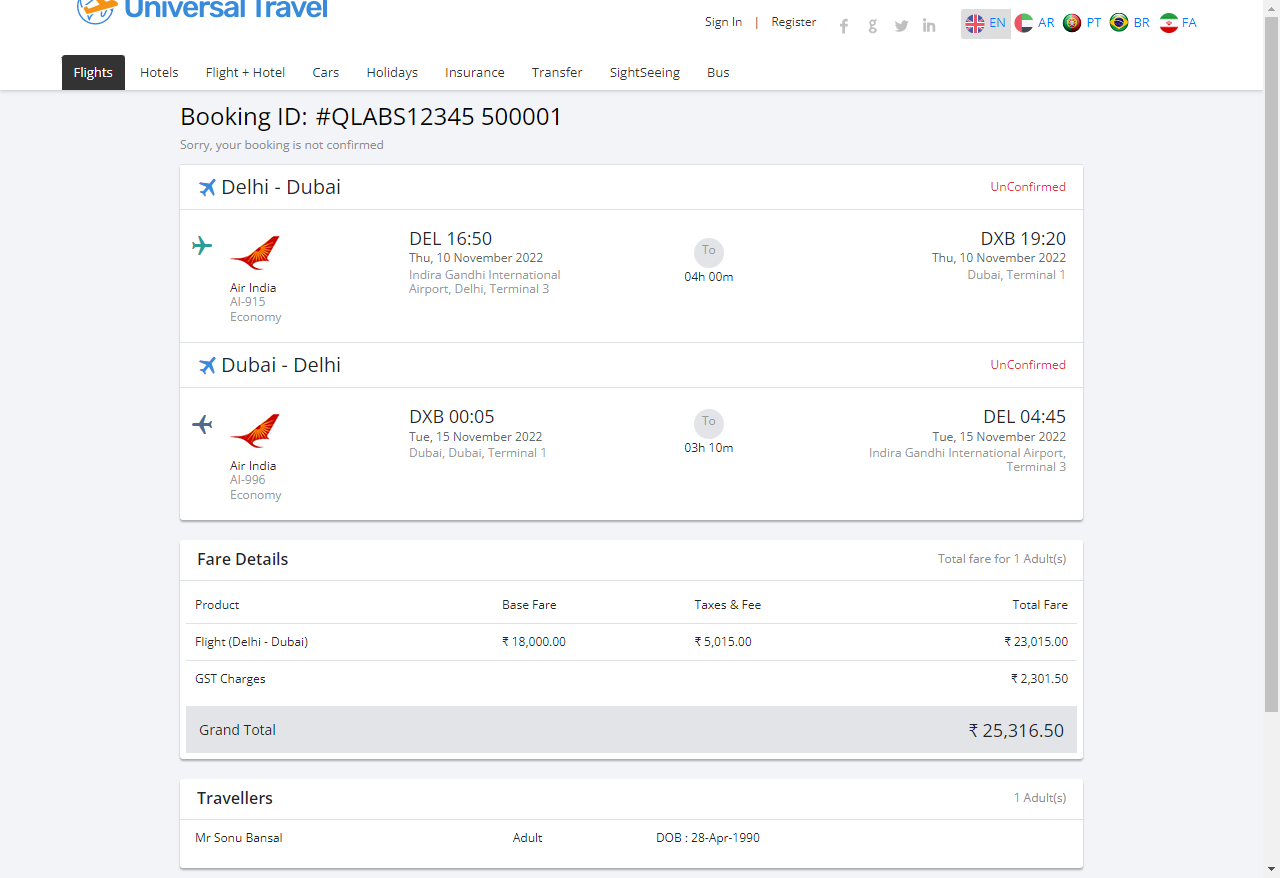 Universal Travel
Sign In | Register
EN AR PT BR FA
Flights Hotels Flight + Hotel Cars Holidays Insurance Transfer SightSeeing Bus
Booking ID: #QLABS12345 500001
Sorry, your booking is not confirmed
Delhi - Dubai UnConfirmed
DEL 16:50 To DXB 19:20
Thu, 10 November 2022 Thu, 10 November 2022
Indira Gandhi International 04h 00m Dubai, Terminal 1
Airport, Delhi, Terminal 3
Air India
AI-915
Economy
Dubai - Delhi UnConfirmed
DXB 00:05 To DEL 04:45
Tue, 15 November 2022 Tue, 15 November 2022
Dubai, Dubai, Terminal 1 03h 10m Indira Gandhi International Airport,
Terminal 3
Air India
AI-996
Economy
Fare Details Total fare for 1 Adult(s)
Product Base Fare Taxes & Fee Total Fare
Flight (Delhi - Dubai) ₹ 18,000.00 ₹ 5,015.00 ₹ 23,015.00
GST Charges ₹ 2,301.50
Grand Total ₹ 25,316.50
Travellers 1 Adult(s)
Mr Sonu Bansal Adult DOB : 28-Apr-1990